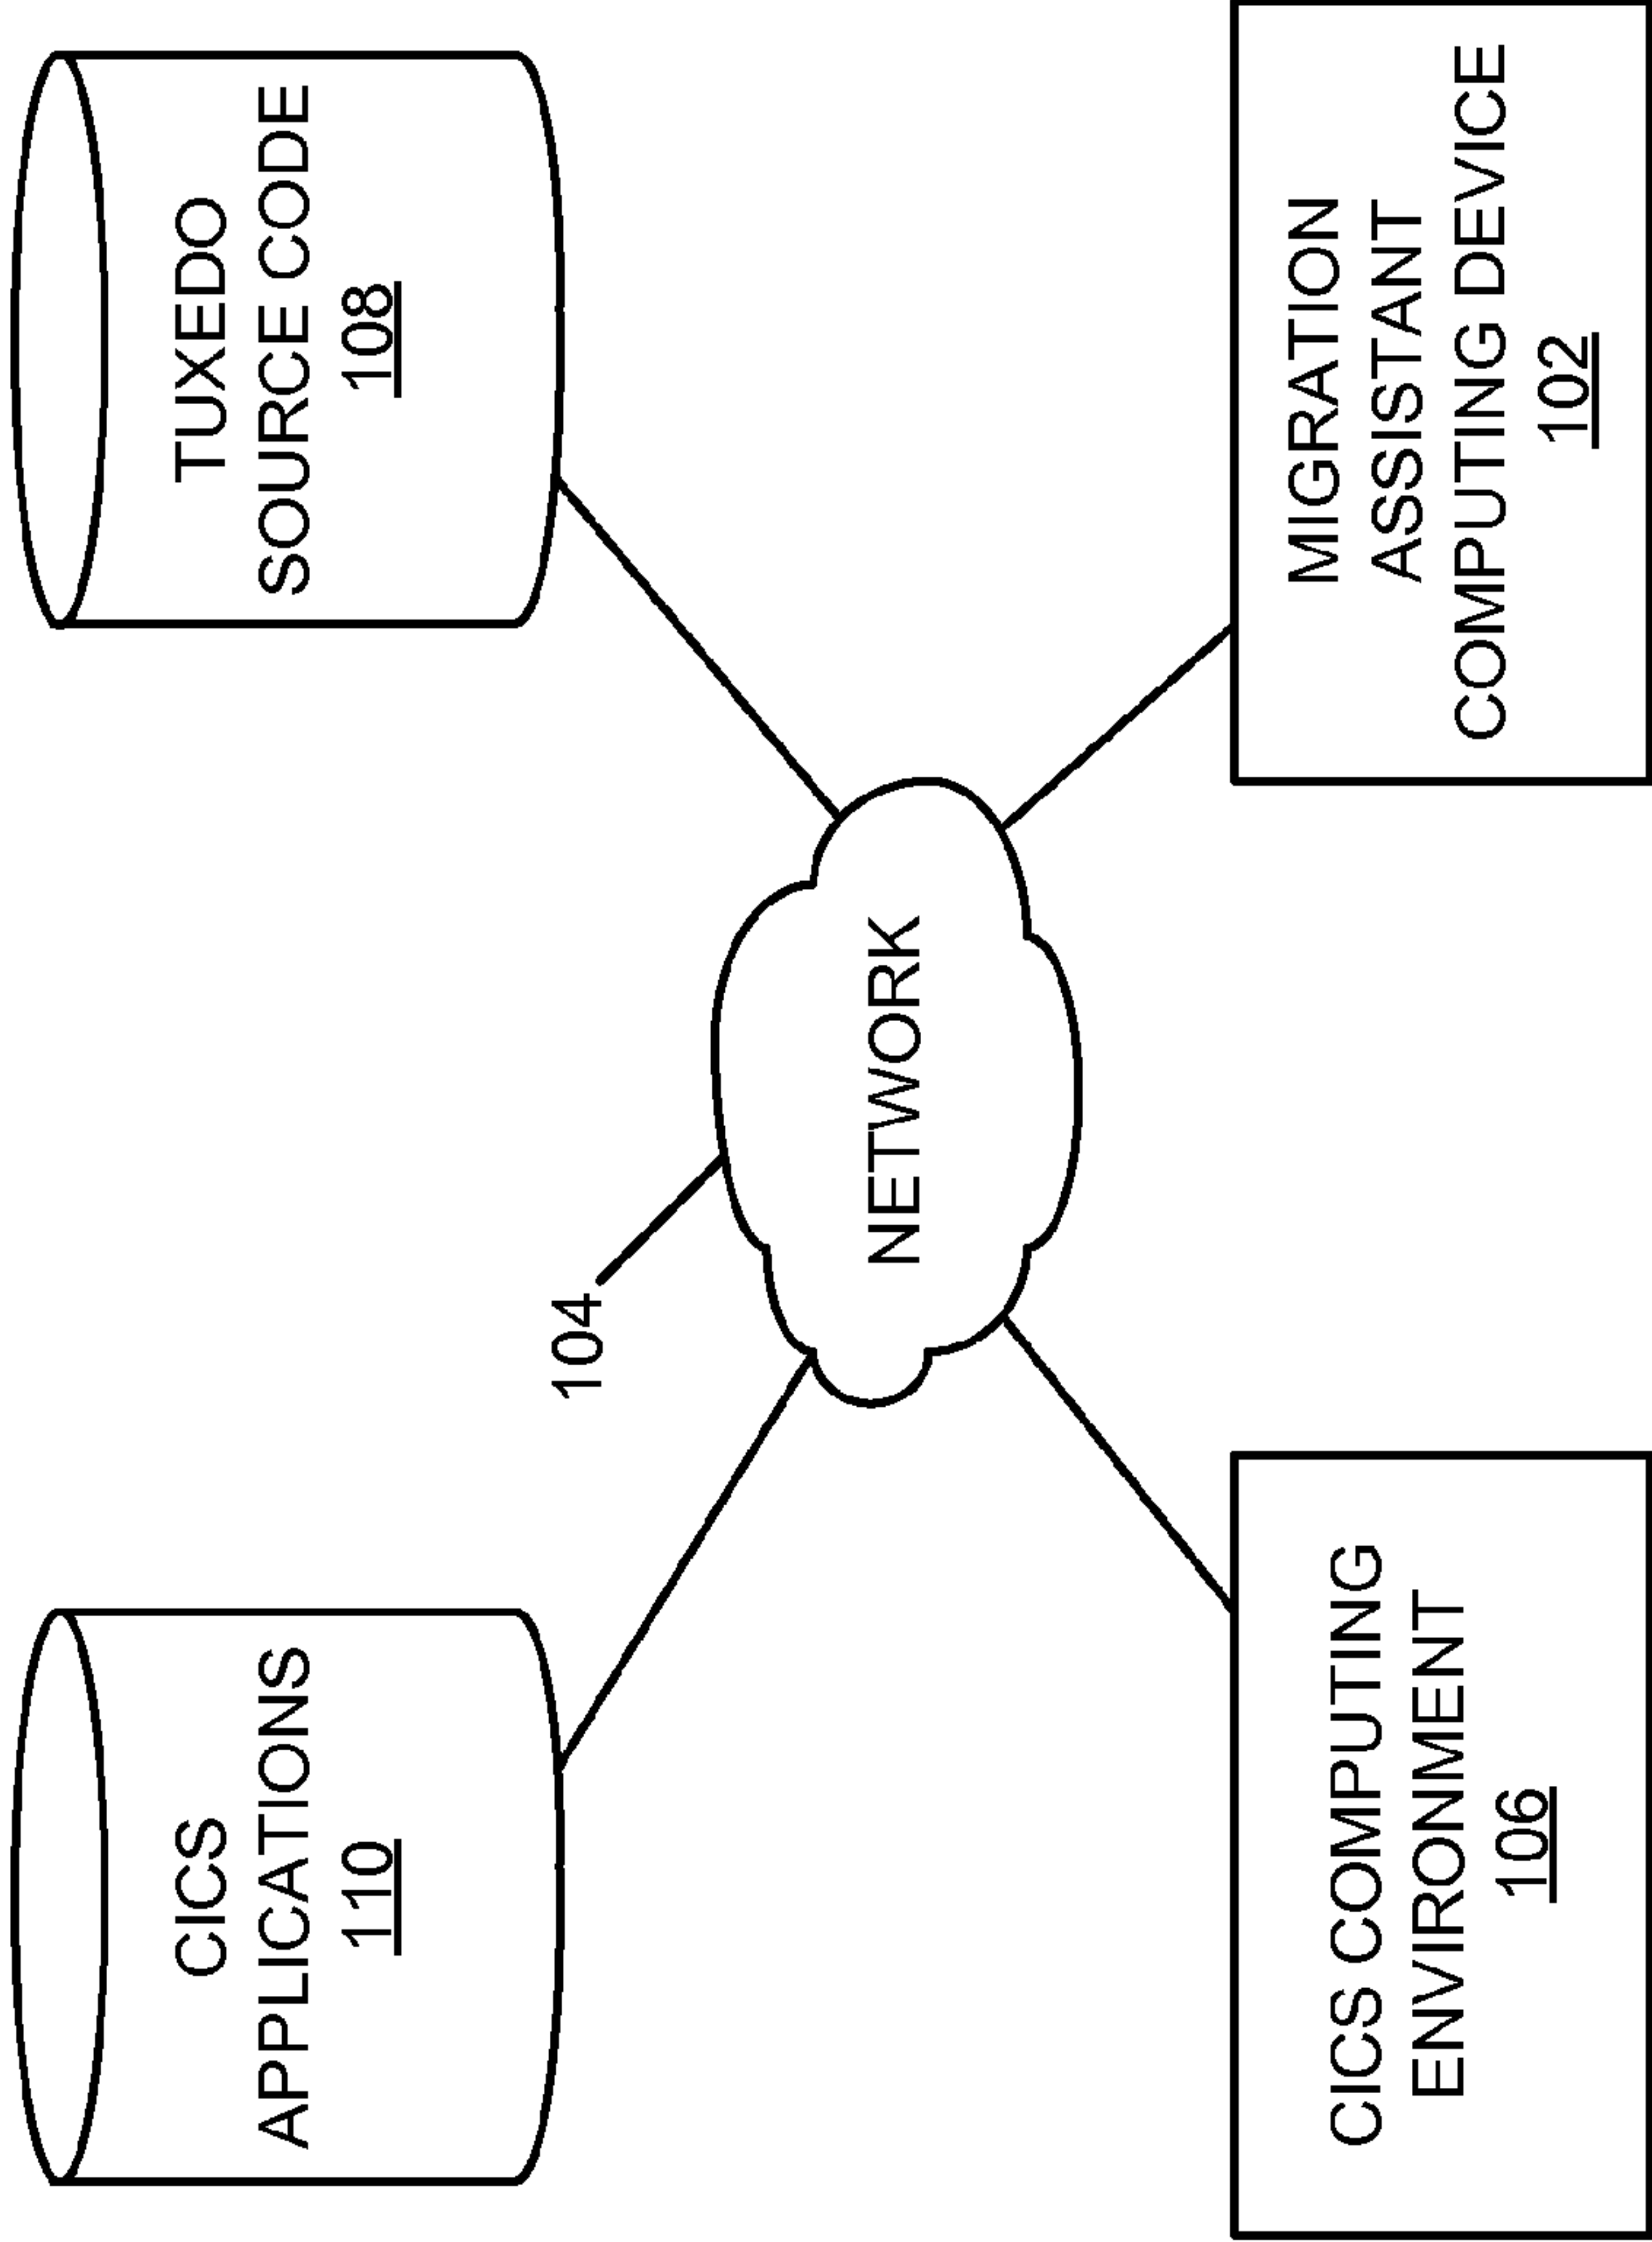 CICS
APPLICATIONS
110
TUXEDO
SOURCE CODE
108
104
NETWORK
CICS COMPUTING
ENVIRONMENT
106
MIGRATION
ASSISTANT
COMPUTING DEVICE
102